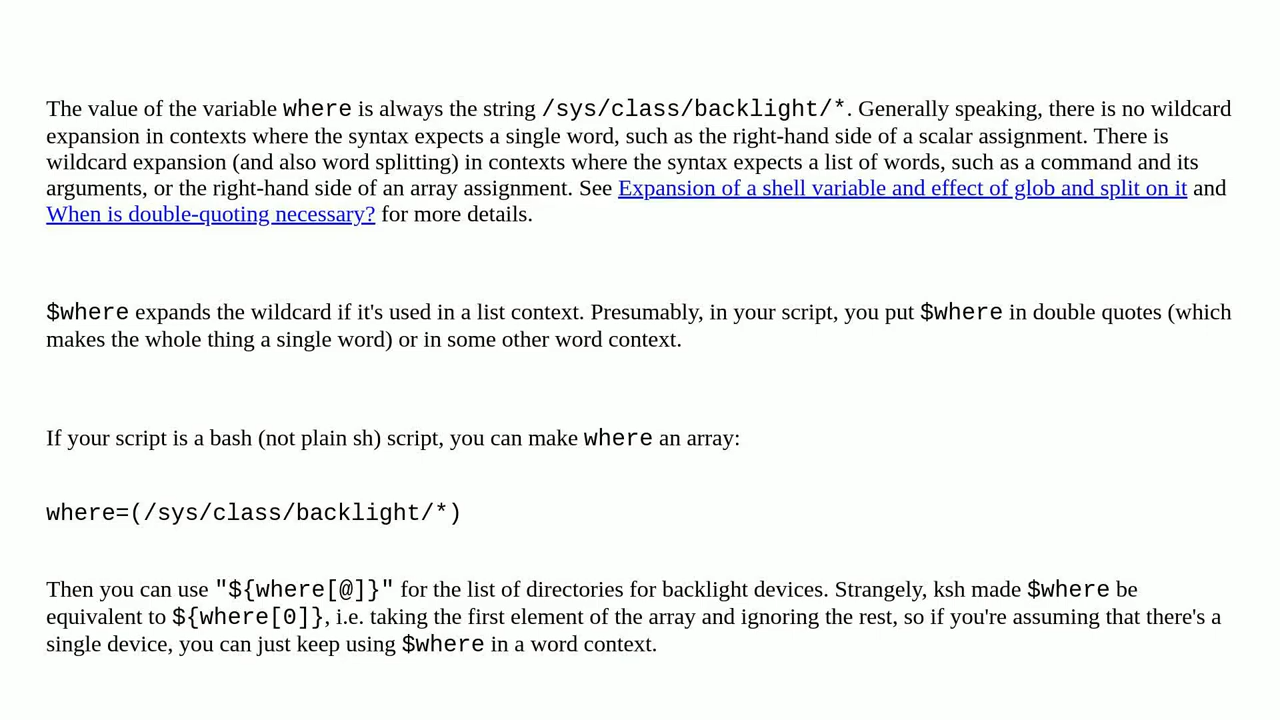 The value of the variable where is always the string /sys/class/backlight/*. Generally speaking, there is no wildcard
expansion in contexts where the syntax expects a single word, such as the right-hand side of a scalar assignment. There is
wildcard expansion (and also word splitting) in contexts where the syntax expects a list of words, such as a command and its
arguments, or the right-hand side of an array assignment. See Expansion of a shell variable and effect of glob and split on it and
When is double-quoting necessary? for more details.
$where expands the wildcard if it's used in a list context. Presumably, in your script, you put $where in double quotes (which
makes the whole thing a single word) or in some other word context.
If your script is a bash (not plain sh) script, you can make where an array:
where=(/sys/class/backlight/*)
Then you can use "${where[@]}" for the list of directories for backlight devices. Strangely, ksh made $where be
equivalent to ${where[0]}, i.e. taking the first element of the array and ignoring the rest, so if you're assuming that there's a
single device, you can just keep using $where in a word context.